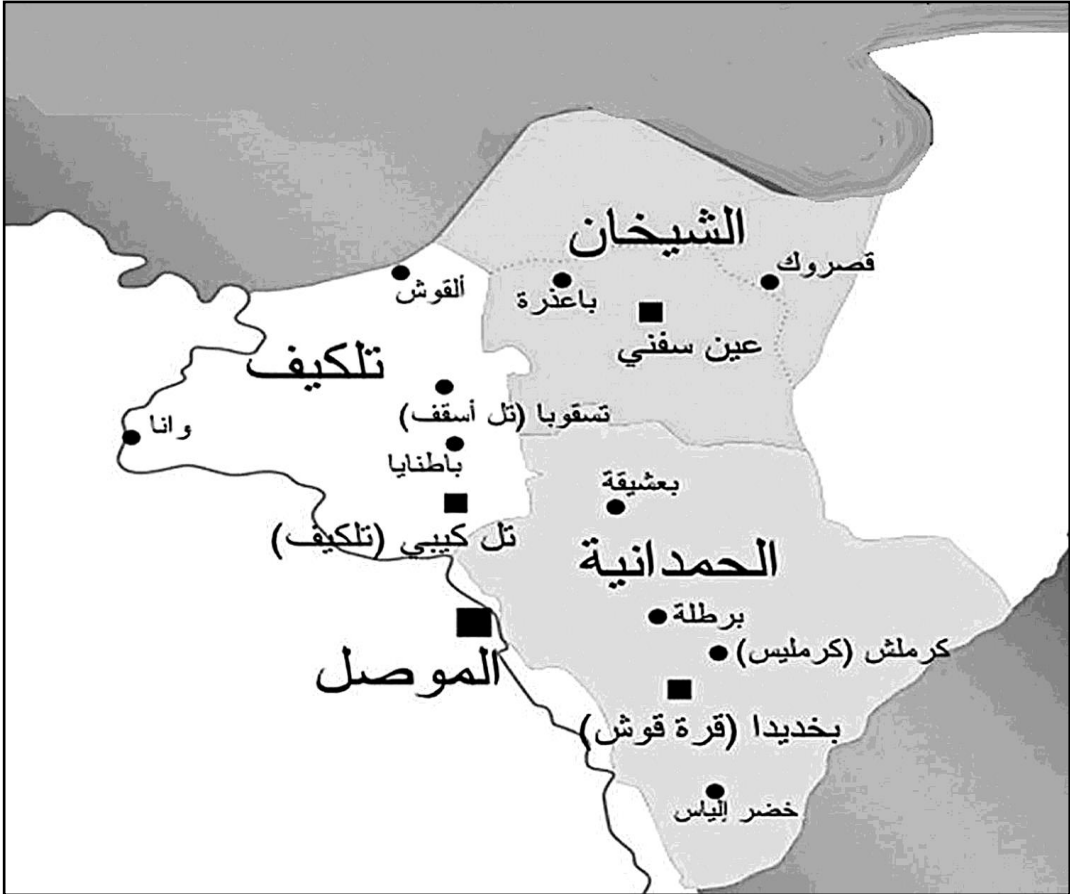 الشيخان
قصروك
ألقوش
باعذرة
عين سفني
تلكيف
تسقوبا (تل أسقف)
وانا
باطنايا
بعشيقة
تل كيبي (تلكيف)
الحمدانية
برطلة
الموصل
كرملش (كرمليس)
بخديدا (قرة قوش)
خضر إلياس